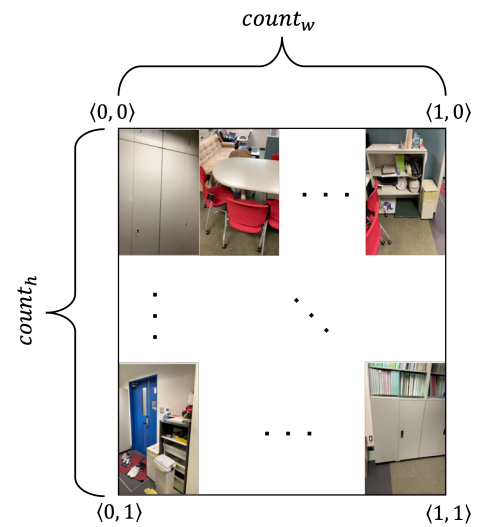 count_w
⟨0, 0⟩ ⟨1, 0⟩
count_h
⟨0, 1⟩ ⟨1, 1⟩